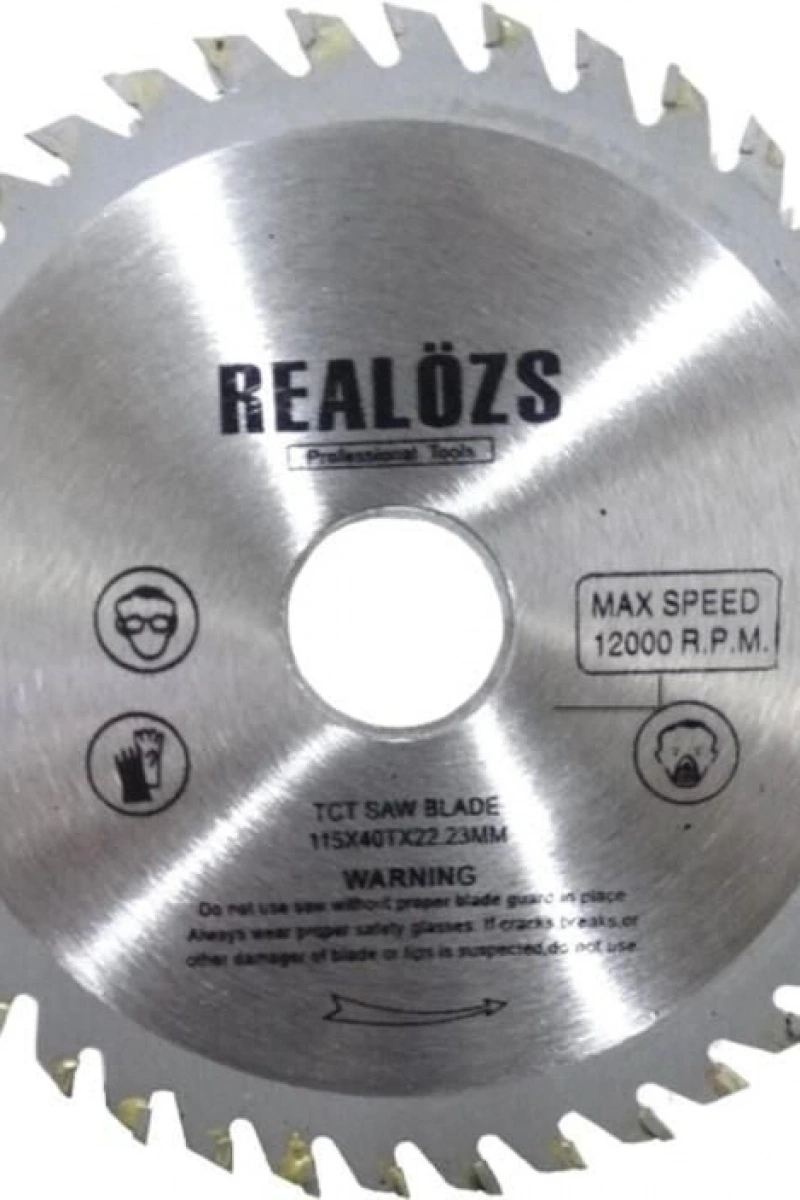 REALÖZS
Professional Tools
MAX SPEED
12000 R.P.M.
TCT SAW BLADE
115X40TX22.23MM
WARNING
Do not use saw without proper blade guard in place
Always wear proper safety glasses. If cracks breaks,or
other damager of blade or tips is suspected,do not use